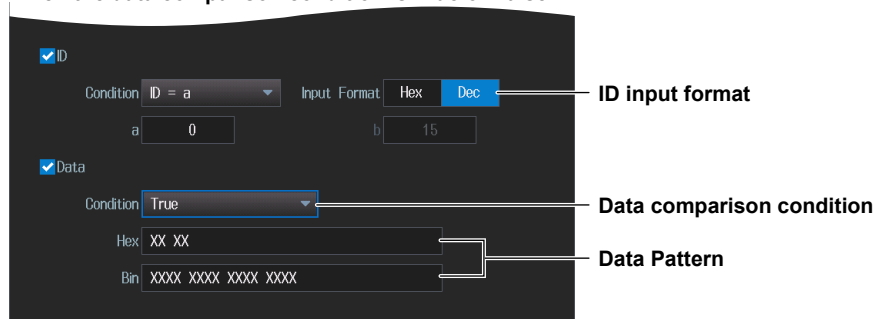 ID
Condition ID = a Input Format Hex Dec ID input format
a 0 b 15
Data
Condition True Data comparison condition
Hex XX XX
Data Pattern
Bin XXXX XXXX XXXX XXXX